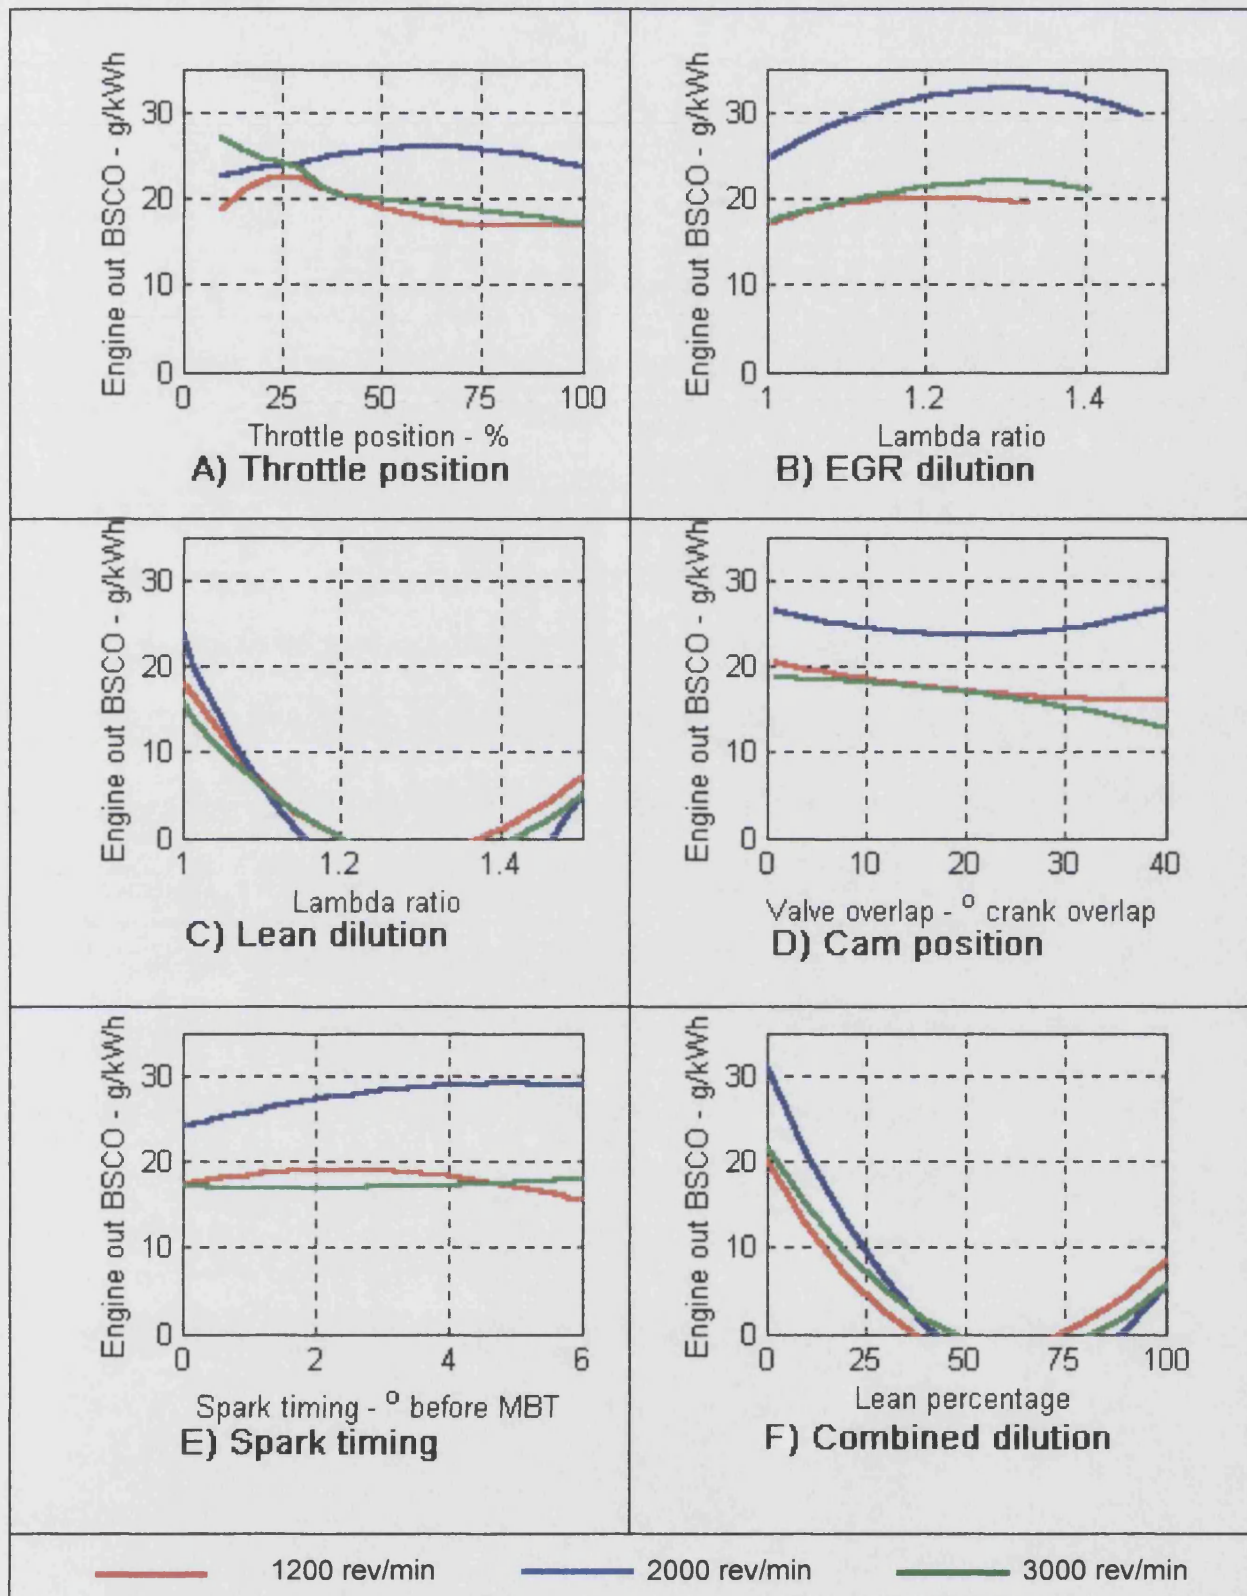 Engine out BSCO - g/kWh
30
20
10
0
0 25 50 75 100
Throttle position - %
A) Throttle position
Engine out BSCO - g/kWh
30
20
10
0
1 1.2 1.4
Lambda ratio
B) EGR dilution
Engine out BSCO - g/kWh
30
20
10
0
1 1.2 1.4
Lambda ratio
C) Lean dilution
Engine out BSCO - g/kWh
30
20
10
0
0 10 20 30 40
Valve overlap - ° crank overlap
D) Cam position
Engine out BSCO - g/kWh
30
20
10
0
0 2 4 6
Spark timing - ° before MBT
E) Spark timing
Engine out BSCO - g/kWh
30
20
10
0
0 25 50 75 100
Lean percentage
F) Combined dilution
1200 rev/min 2000 rev/min 3000 rev/min